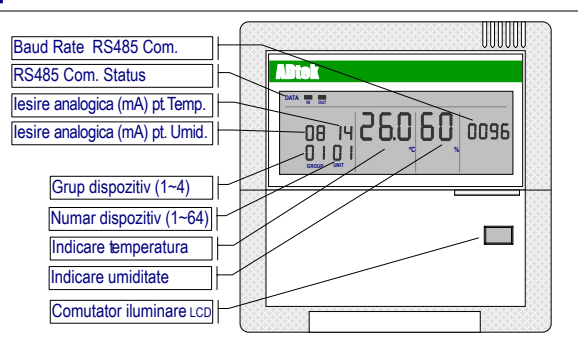 Baud Rate RS485 Com.
RS485 Com. Status
Iesire analogica (mA) pt.Temp.
Iesire analogica (mA) pt. Umid.
Grup dispozitiv (1~4)
Numar dispozitiv (1~64)
Indicare temperatura
Indicare umiditate
Comutator iluminare LCD
ADtek
DATA IN OUT
08 14 26.0 °C 60 % 0096
01 01
GROUP UNIT